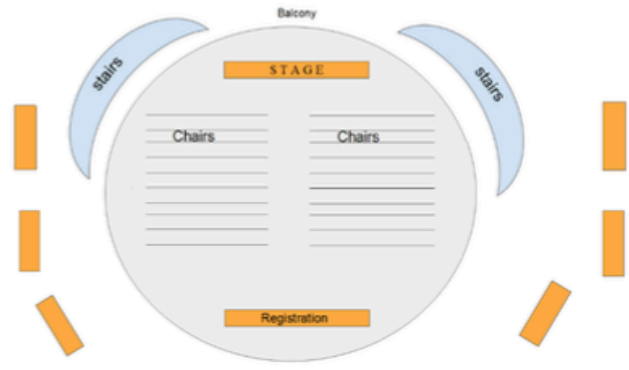 Balcony
stairs
stairs
STAGE
Chairs
Chairs
Registration